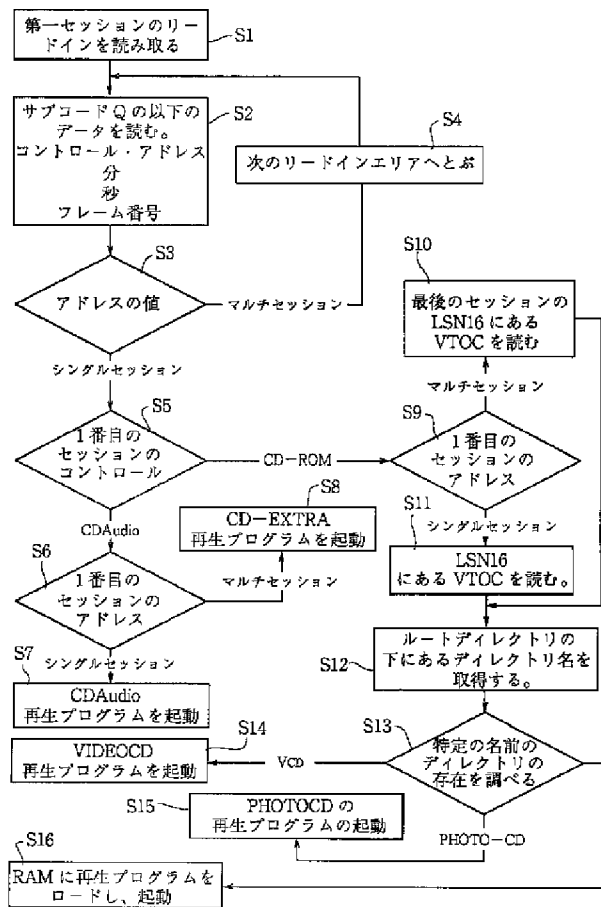 第一セッションのリー
ドインを読み取る
S1
サブコードQの以下の
データを読む。
コントロール・アドレス
分
秒
フレーム番号
S2
S4
次のリードインエリアへとぶ
S3
アドレスの値
マルチセッション
シングルセッション
S10
最後のセッションの
LSN16にある
VTOCを読む
マルチセッション
S5
1番目の
セッションの
コントロール
CD-ROM
S9
1番目の
セッションの
アドレス
CDAudio
S8
CD-EXTRA
再生プログラムを起動
S11
シングルセッション
LSN16
にあるVTOCを読む。
S6
1番目の
セッションの
アドレス
マルチセッション
シングルセッション
S12
ルートディレクトリの
下にあるディレクトリ名を
取得する。
S7
CDAudio
再生プログラムを起動
S13
特定の名前の
ディレクトリの
存在を調べる
S14
VIDEOCD
再生プログラムを起動
VCD
S15
PHOTOCDの
再生プログラムの起動
PHOTO-CD
S16
RAMに再生プログラムを
ロードし、起動